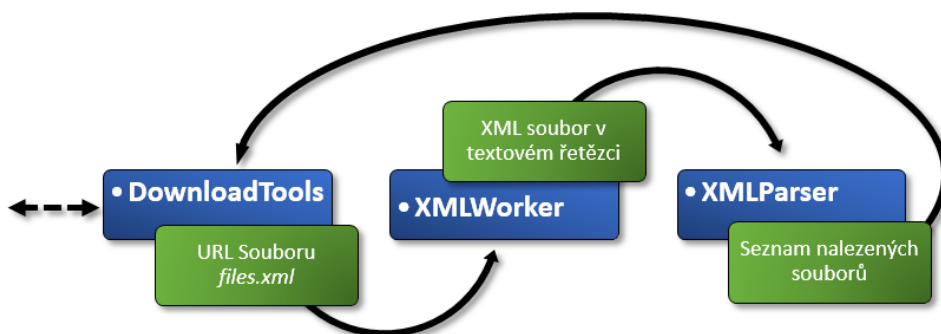 • DownloadTools
URL Souboru
files.xml
XML soubor v
textovém řetězci
• XMLWorker
• XMLParser
Seznam nalezených
souborů